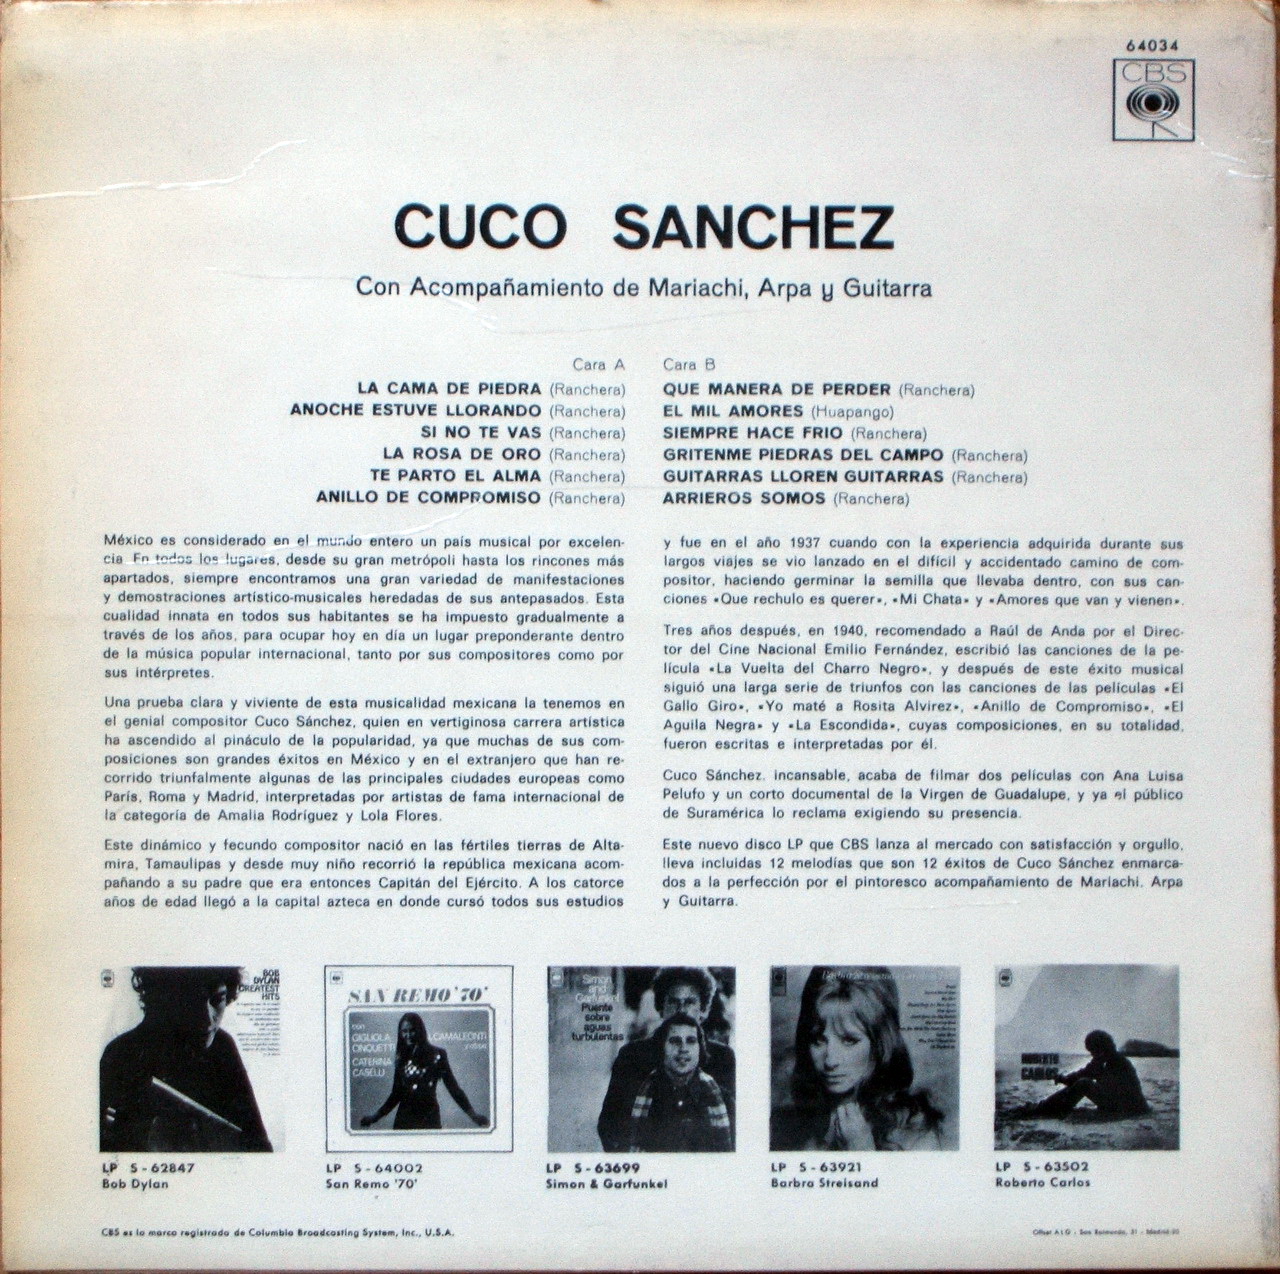 64034
CBS
CUCO SANCHEZ
Con Acompañamiento de Mariachi, Arpa y Guitarra
Cara A
LA CAMA DE PIEDRA (Ranchera)
ANOCHE ESTUVE LLORANDO (Ranchera)
SI NO TE VAS (Ranchera)
LA ROSA DE ORO (Ranchera)
TE PARTO EL ALMA (Ranchera)
ANILLO DE COMPROMISO (Ranchera)
Cara B
QUE MANERA DE PERDER (Ranchera)
EL MIL AMORES (Huapango)
SIEMPRE HACE FRIO (Ranchera)
GRITENME PIEDRAS DEL CAMPO (Ranchera)
GUITARRAS LLOREN GUITARRAS (Ranchera)
ARRIEROS SOMOS (Ranchera)
México es considerado en el mundo entero un país musical por excelen-
cia. En todos los lugares, desde su gran metrópoli hasta los rincones más
apartados, siempre encontramos una gran variedad de manifestaciones
y demostraciones artístico-musicales heredadas de sus antepasados. Esta
cualidad innata en todos sus habitantes se ha impuesto gradualmente a
través de los años, para ocupar hoy en día un lugar preponderante dentro
de la música popular internacional, tanto por sus compositores como por
sus intérpretes.
Una prueba clara y viviente de esta musicalidad mexicana la tenemos en
el genial compositor Cuco Sánchez, quien en vertiginosa carrera artística
ha ascendido al pináculo de la popularidad, ya que muchas de sus com-
posiciones son grandes éxitos en México y en el extranjero que han re-
corrido triunfalmente algunas de las principales ciudades europeas como
París, Roma y Madrid, interpretadas por artistas de fama internacional de
la categoría de Amalia Rodríguez y Lola Flores.
Este dinámico y fecundo compositor nació en las fértiles tierras de Alta-
mira, Tamaulipas y desde muy niño recorrió la república mexicana acom-
pañando a su padre que era entonces Capitán del Ejército. A los catorce
años de edad llegó a la capital azteca en donde cursó todos sus estudios
y fue en el año 1937 cuando con la experiencia adquirida durante sus
largos viajes se vio lanzado en el difícil y accidentado camino de com-
positor, haciendo germinar la semilla que llevaba dentro, con sus can-
ciones «Que rechulo es querer», «Mi Chata» y «Amores que van y vienen».
Tres años después, en 1940, recomendado a Raúl de Anda por el Direc-
tor del Cine Nacional Emilio Fernández, escribió las canciones de la pe-
lícula «La Vuelta del Charro Negro», y después de este éxito musical
siguió una larga serie de triunfos con las canciones de las películas «El
Gallo Giro», «Yo maté a Rosita Alvirez», «Anillo de Compromiso», «El
Aguila Negra» y «La Escondida», cuyas composiciones, en su totalidad,
fueron escritas e interpretadas por él.
Cuco Sánchez, incansable, acaba de filmar dos películas con Ana Luisa
Pelufo y un corto documental de la Virgen de Guadalupe, y ya el público
de Suramérica lo reclama exigiendo su presencia.
Este nuevo disco LP que CBS lanza al mercado con satisfacción y orgullo,
lleva incluidas 12 melodías que son 12 éxitos de Cuco Sánchez enmarca-
dos a la perfección por el pintoresco acompañamiento de Mariachi, Arpa
y Guitarra.
BOB
DYLAN
GREATEST
HITS
LP S-62847
Bob Dylan
SAN REMO '70'
con
GIGLIOLA
CINQUETTI
CATERINA
CASELLI
I CAMALEONTI
LP S-64002
San Remo '70'
Simon
and
Garfunkel
Puente
sobre
aguas
turbulentas
LP S-63699
Simon & Garfunkel
LP S-63921
Barbra Streisand
ROBERTO
CARLOS
LP S-63502
Roberto Carlos
CBS es la marca registrada de Columbia Broadcasting System, Inc., U.S.A.